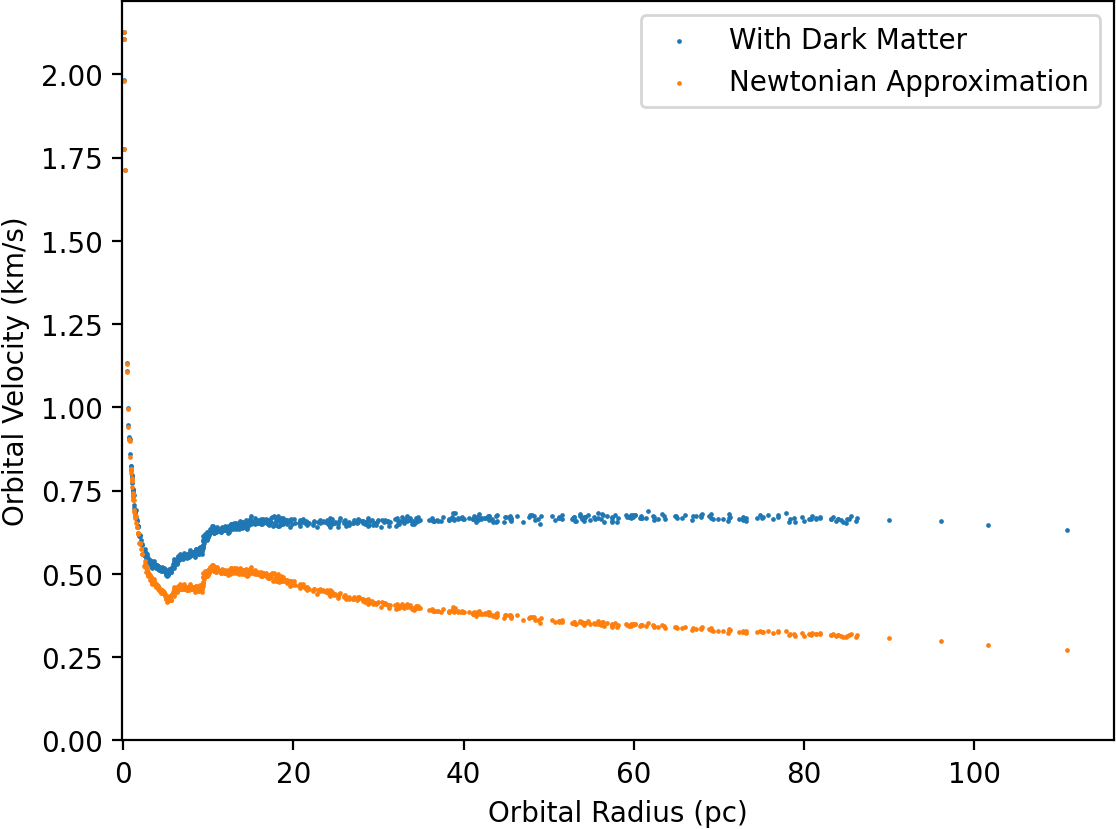 With Dark Matter
Newtonian Approximation
2.00
1.75
1.50
1.25
1.00
0.75
0.50
0.25
0.00
Orbital Velocity (km/s)
0 20 40 60 80 100
Orbital Radius (pc)